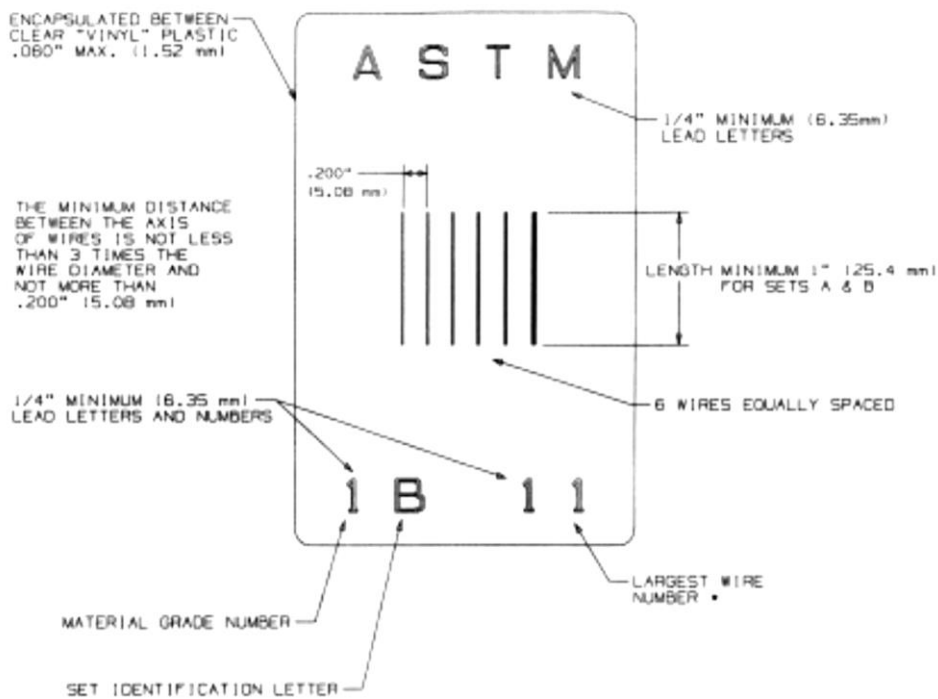 ENCAPSULATED BETWEEN
CLEAR "VINYL" PLASTIC
.060" MAX. (1.52 mm)
A S T M
1/4" MINIMUM (6.35mm)
LEAD LETTERS
.200"
(5.08 mm)
THE MINIMUM DISTANCE
BETWEEN THE AXIS
OF WIRES IS NOT LESS
THAN 3 TIMES THE
WIRE DIAMETER AND
NOT MORE THAN
.200" (5.08 mm)
LENGTH MINIMUM 1" (25.4 mm)
FOR SETS A & B
1/4" MINIMUM (6.35 mm)
LEAD LETTERS AND NUMBERS
6 WIRES EQUALLY SPACED
1 B 1 1
LARGEST WIRE
NUMBER *
MATERIAL GRADE NUMBER
SET IDENTIFICATION LETTER